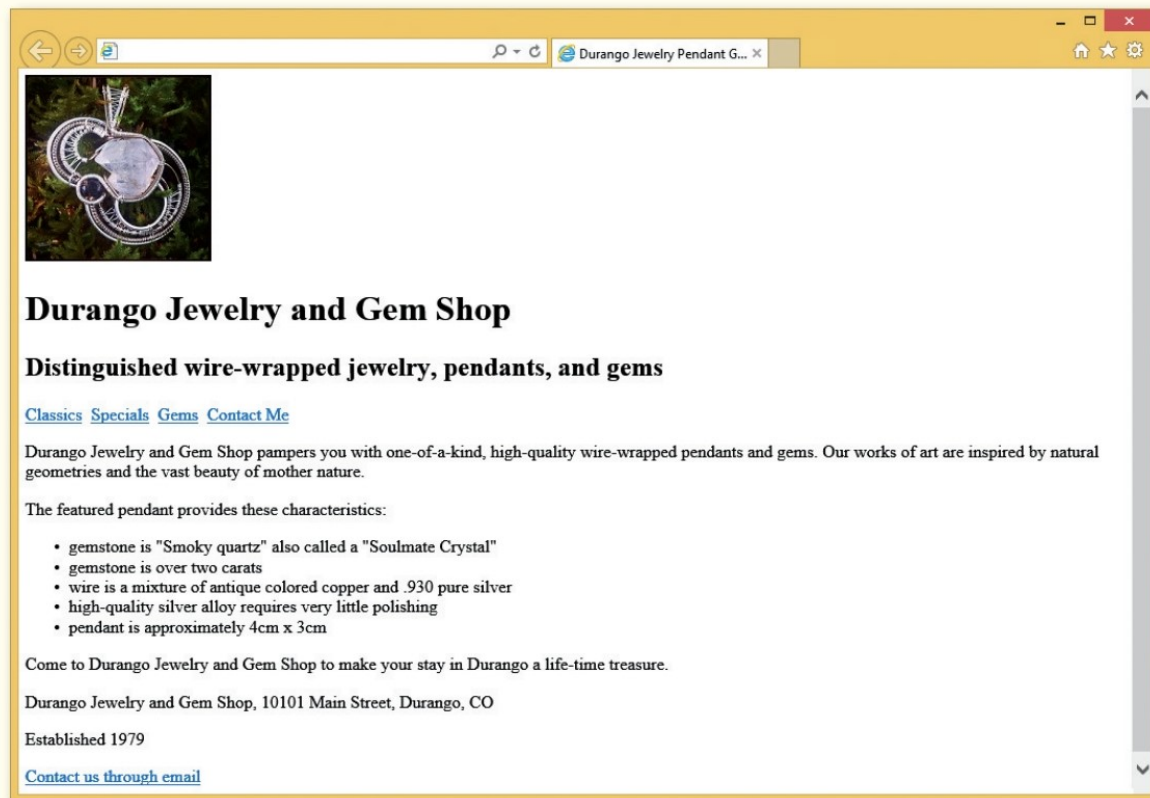 Durango Jewelry Pendant G...
Durango Jewelry and Gem Shop
Distinguished wire-wrapped jewelry, pendants, and gems
Classics Specials Gems Contact Me
Durango Jewelry and Gem Shop pampers you with one-of-a-kind, high-quality wire-wrapped pendants and gems. Our works of art are inspired by natural
geometries and the vast beauty of mother nature.
The featured pendant provides these characteristics:
• gemstone is "Smoky quartz" also called a "Soulmate Crystal"
• gemstone is over two carats
• wire is a mixture of antique colored copper and .930 pure silver
• high-quality silver alloy requires very little polishing
• pendant is approximately 4cm x 3cm
Come to Durango Jewelry and Gem Shop to make your stay in Durango a life-time treasure.
Durango Jewelry and Gem Shop, 10101 Main Street, Durango, CO
Established 1979
Contact us through email